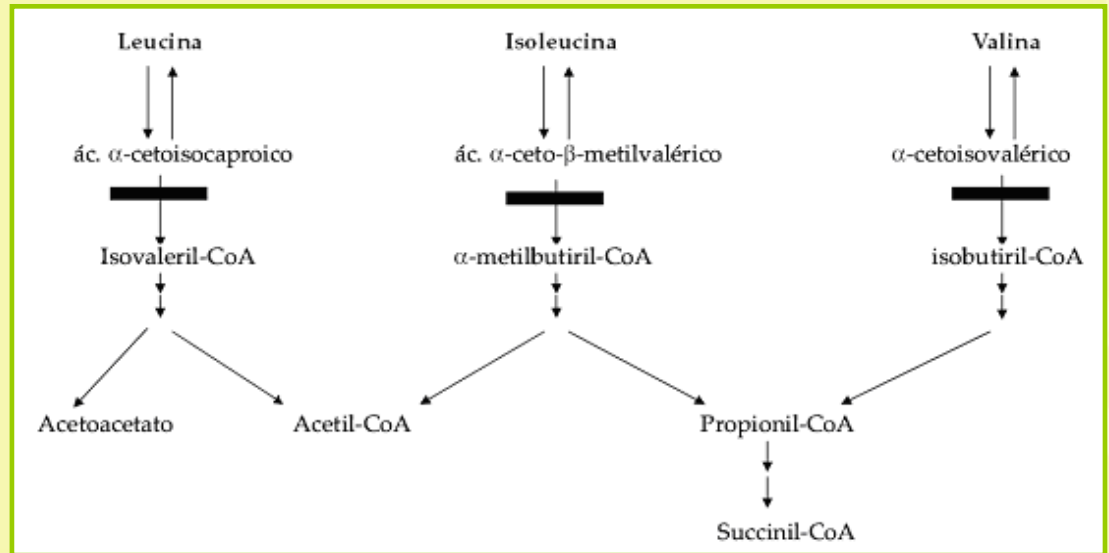 Leucina Isoleucina Valina
ác. α-cetoisocaproico ác. α-ceto-β-metilvalérico α-cetoisovalérico
Isovaleril-CoA α-metilbutiril-CoA isobutiril-CoA
Acetoacetato Acetil-CoA Propionil-CoA
Succinil-CoA